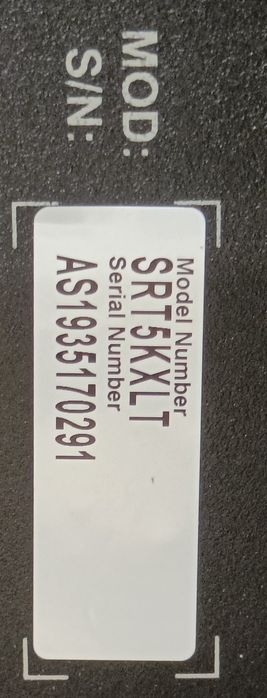 MOD:
S/N:
Model Number
SRT5KXLT
Serial Number
AS1935170291